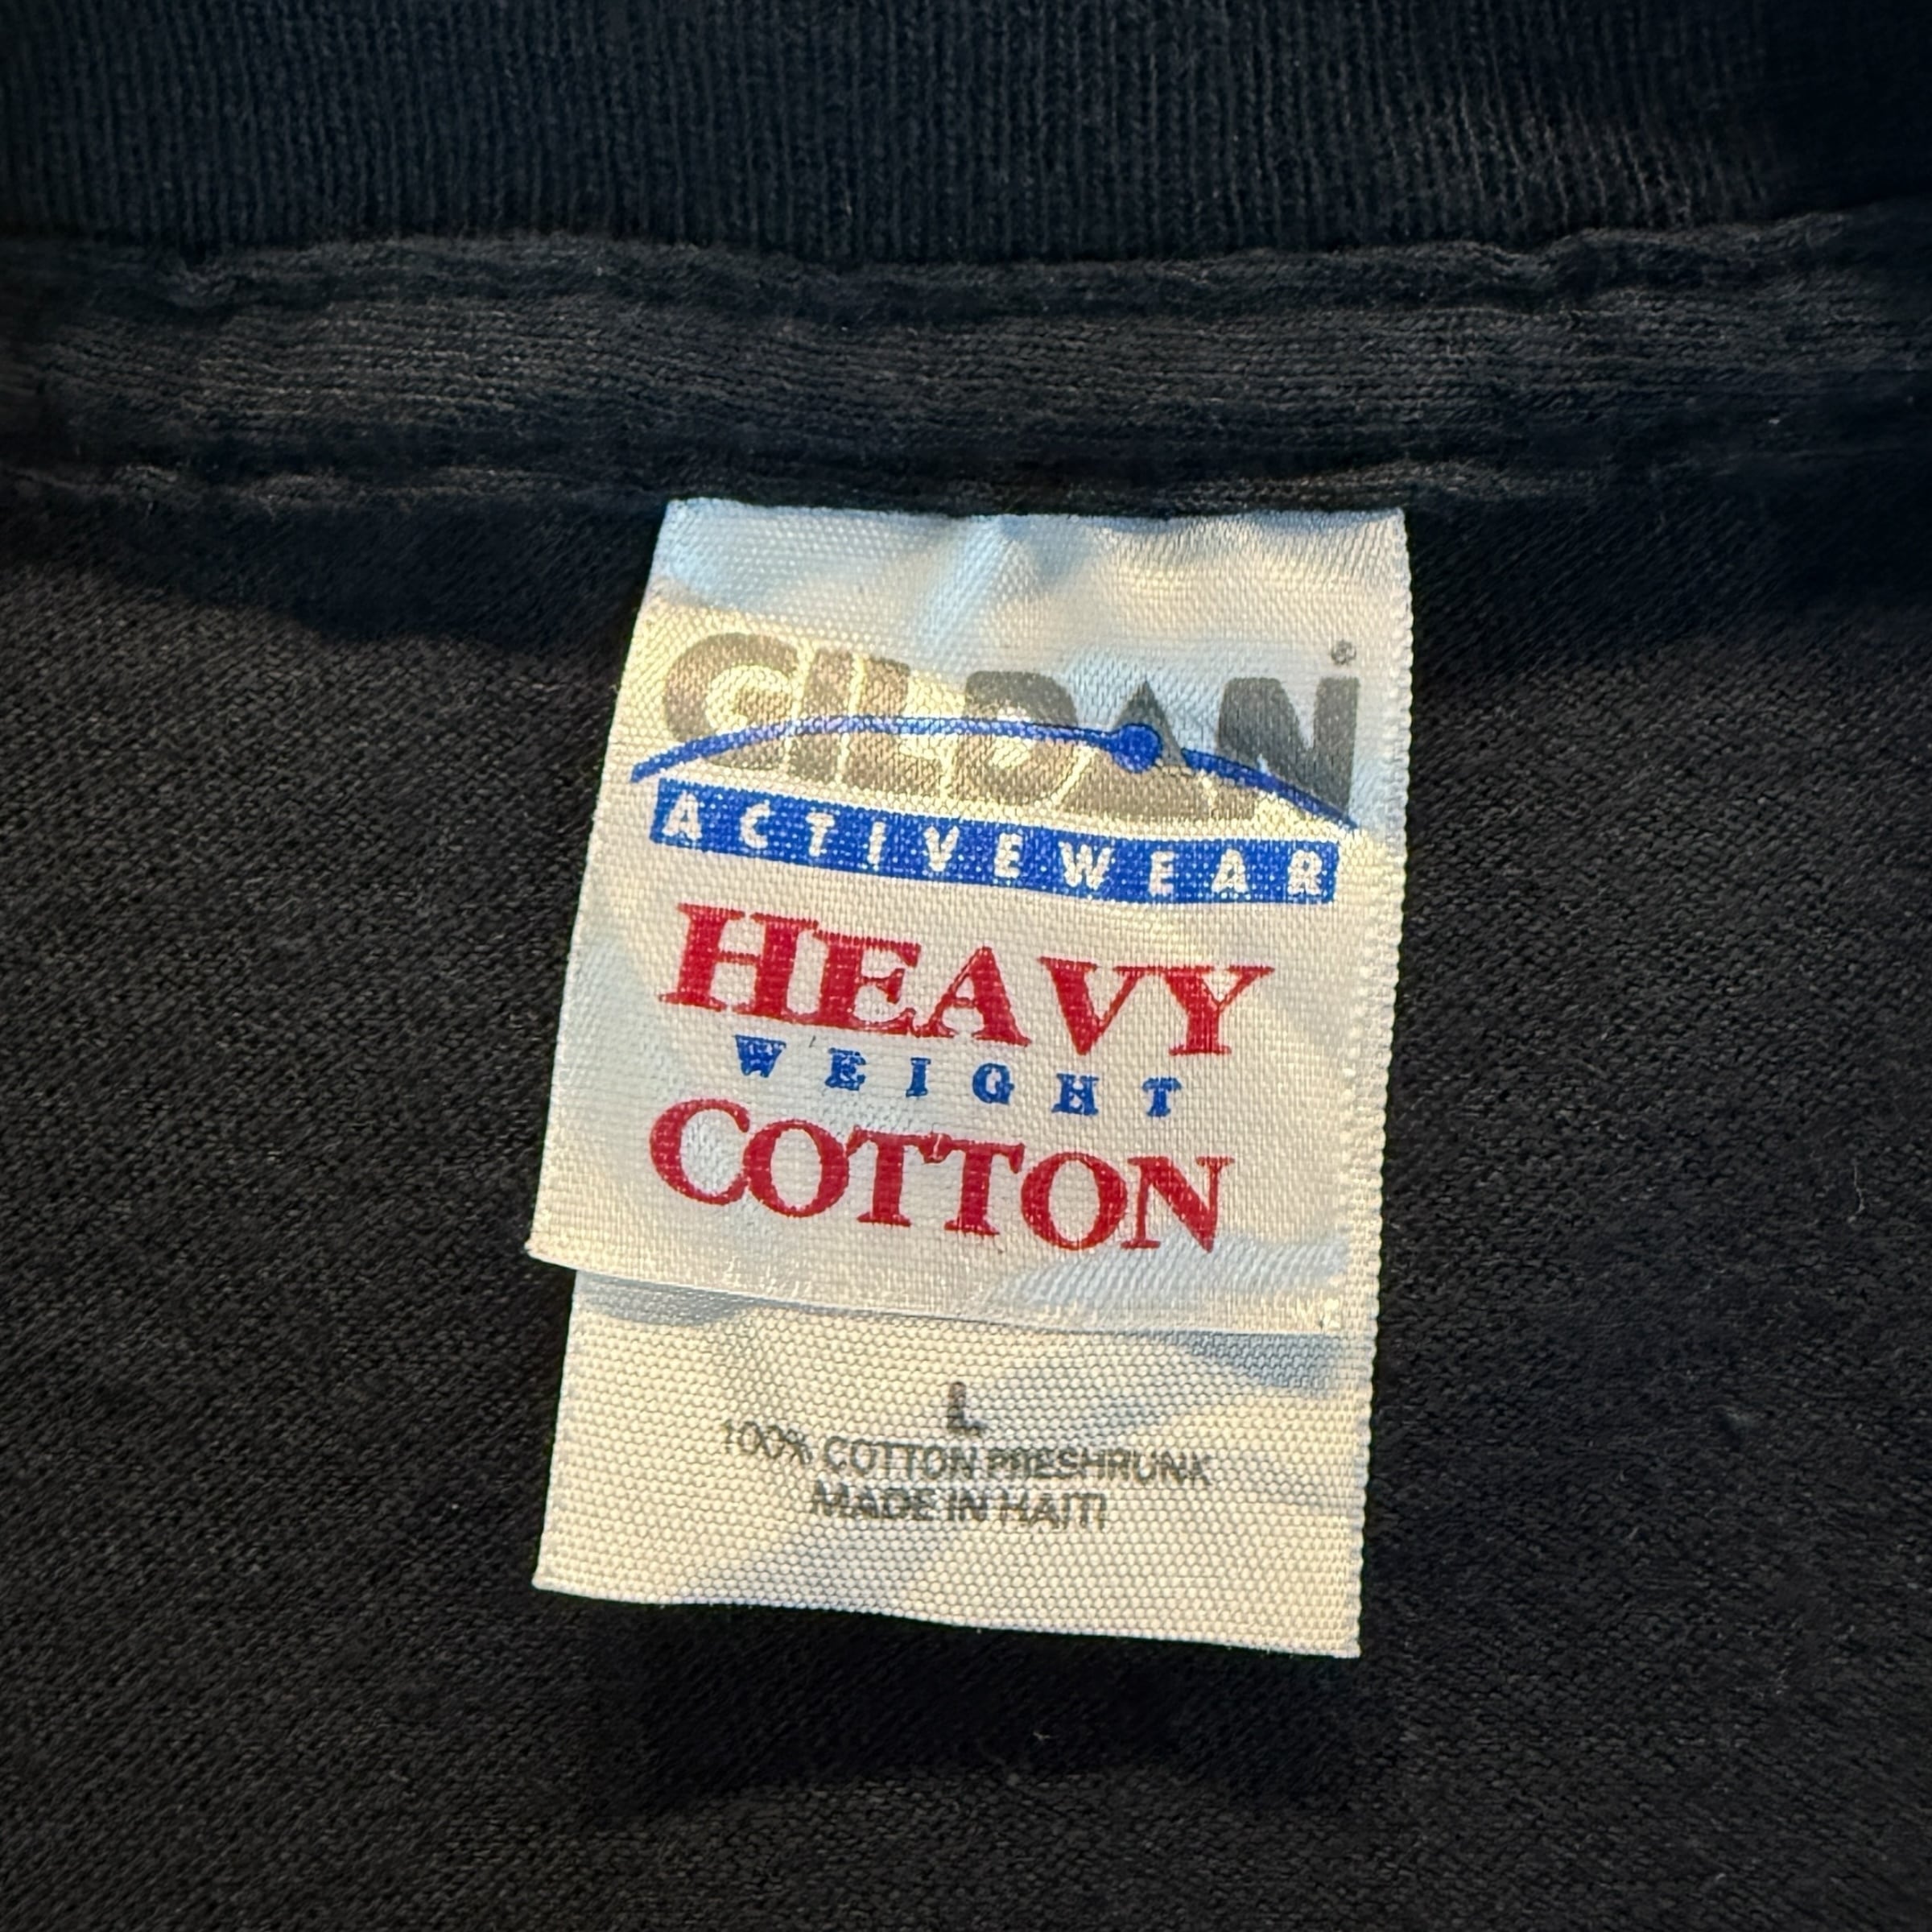 GILDAN®
ACTIVEWEAR
HEAVY
WEIGHT
COTTON
L
100% COTTON PRESHRUNK
MADE IN HAITI